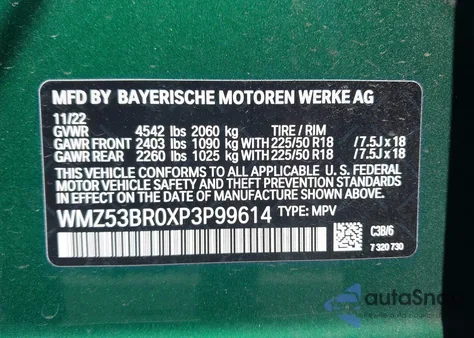 MFD BY BAYERISCHE MOTOREN WERKE AG
11/22
GVWR 4542 lbs 2060 kg TIRE / RIM
GAWR FRONT 2403 lbs 1090 kg WITH 225/50 R18 /7.5J x 18
GAWR REAR 2260 lbs 1025 kg WITH 225/50 R18 /7.5J x 18
THIS VEHICLE CONFORMS TO ALL APPLICABLE U. S. FEDERAL
MOTOR VEHICLE SAFETY, BUMPER, AND THEFT PREVENTION STANDARDS
IN EFFECT ON THE DATE OF MANUFACTURE SHOWN ABOVE.
WMZ53BR0XP3P99614 TYPE: MPV
C3B/6
7 320 730
autoSnap